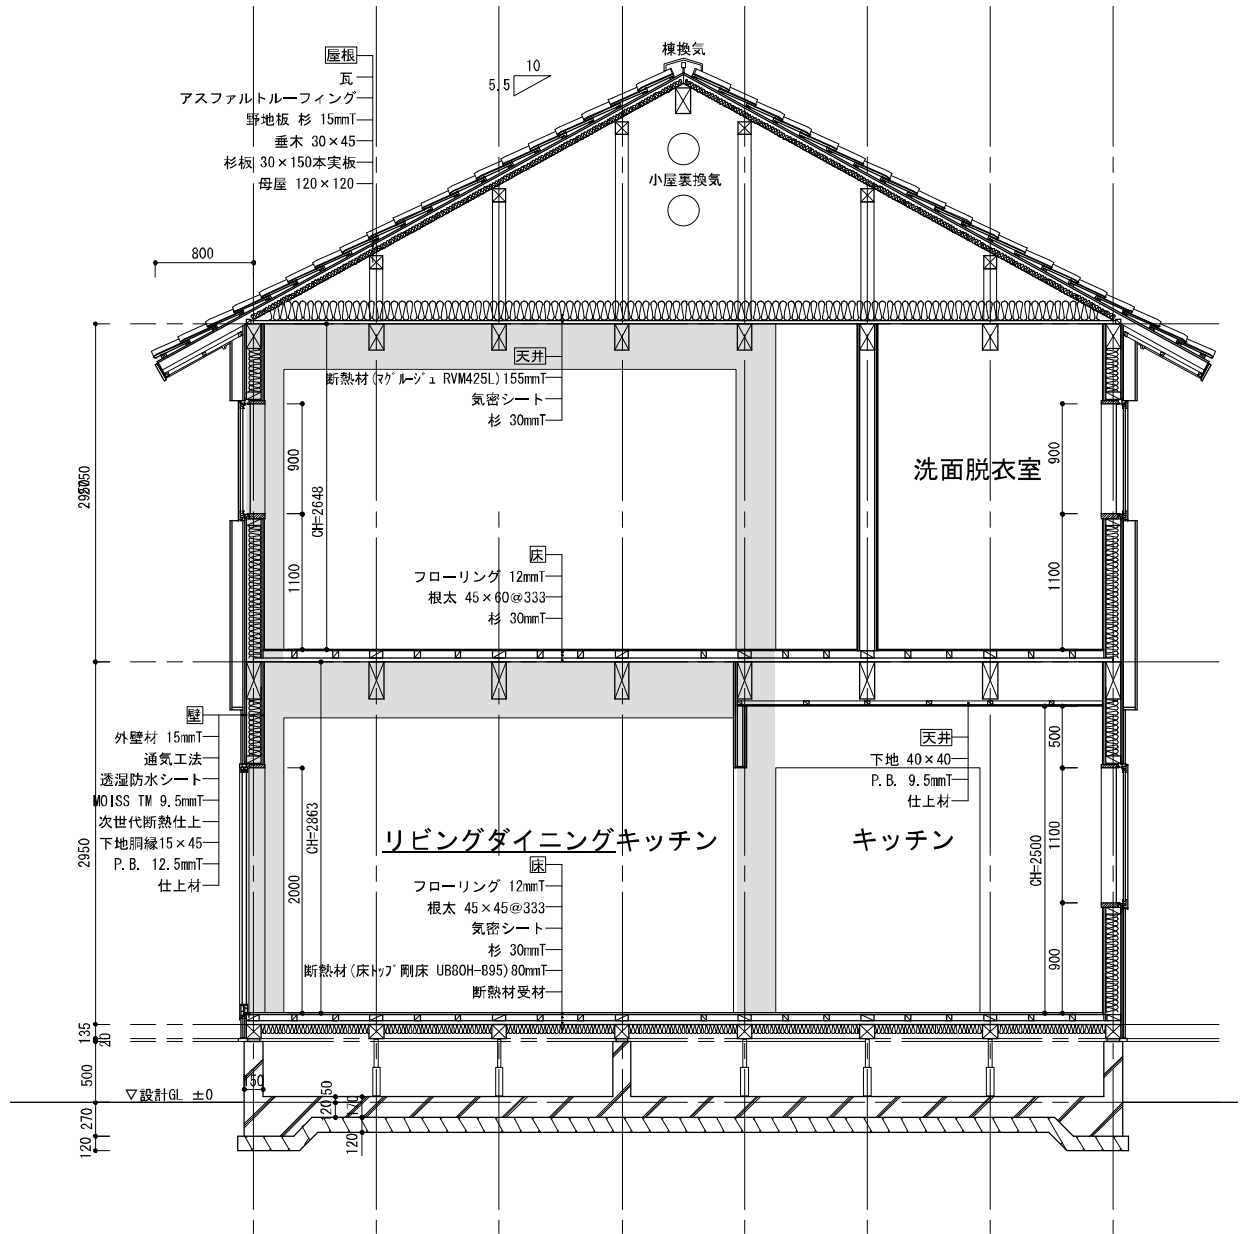 棟換気
屋根
瓦
アスファルトルーフィング
野地板 杉 15mmT
垂木 30×45
杉板 30×150本実板
母屋 120×120
10
5.5
小屋裏換気
800
天井
断熱材(マグルージュ RVM425L)155mmT
気密シート
杉 30mmT
900
CH=2648
1100
洗面脱衣室
900
1100
床
フローリング 12mmT
根太 45×60@333
杉 30mmT
壁
外壁材 15mmT
通気工法
透湿防水シート
MOISS TM 9.5mmT
次世代断熱仕上
下地胴縁15×45
P.B. 12.5mmT
仕上材
2950
CH=2863
2000
リビングダイニングキッチン
天井
下地 40×40
P.B. 9.5mmT
仕上材
キッチン
CH=2500
500
1100
900
床
フローリング 12mmT
根太 45×45@333
気密シート
杉 30mmT
断熱材(床トップ剛床 UB80H-895)80mmT
断熱材受材
135
20
500
150
▽設計GL ±0
50
120
170
270
120
120